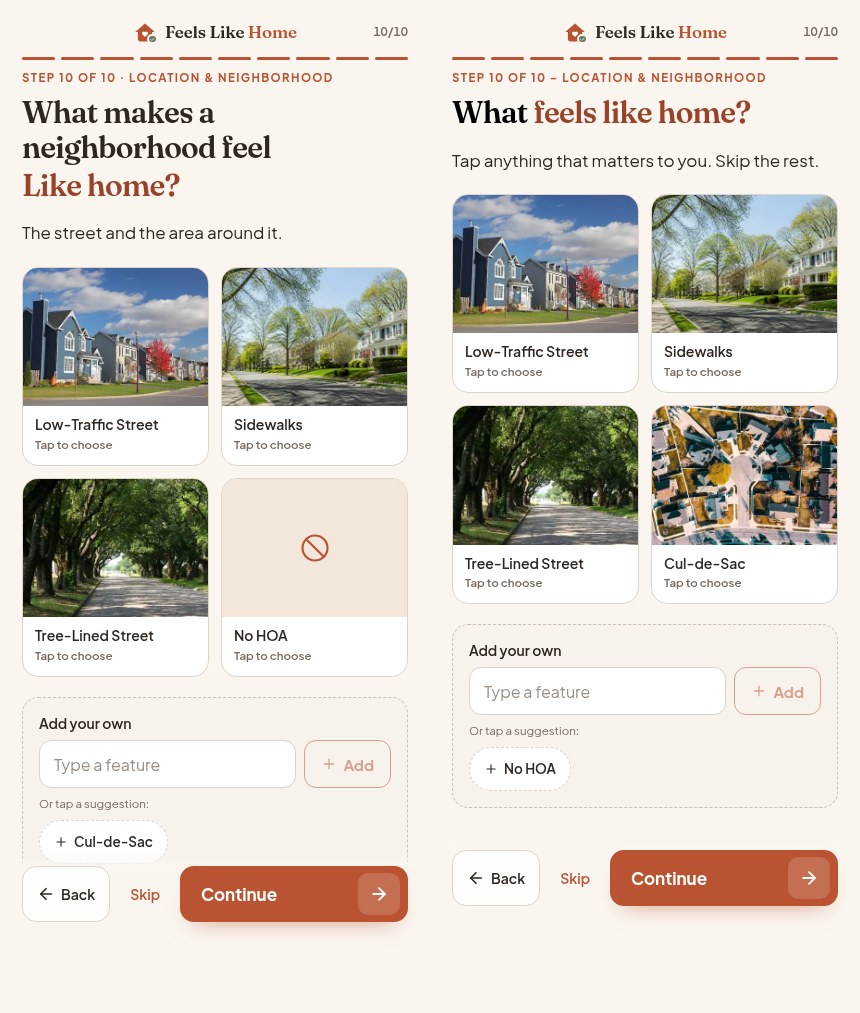 Feels Like Home
10/10
STEP 10 OF 10 · LOCATION & NEIGHBORHOOD
What makes a
neighborhood feel
Like home?
The street and the area around it.
Low-Traffic Street
Tap to choose
Sidewalks
Tap to choose
Tree-Lined Street
Tap to choose
No HOA
Tap to choose
Add your own
Type a feature
+ Add
Or tap a suggestion:
+ Cul-de-Sac
← Back
Skip
Continue →
Feels Like Home
10/10
STEP 10 OF 10 – LOCATION & NEIGHBORHOOD
What feels like home?
Tap anything that matters to you. Skip the rest.
Low-Traffic Street
Tap to choose
Sidewalks
Tap to choose
Tree-Lined Street
Tap to choose
Cul-de-Sac
Tap to choose
Add your own
Type a feature
+ Add
Or tap a suggestion:
+ No HOA
← Back
Skip
Continue →